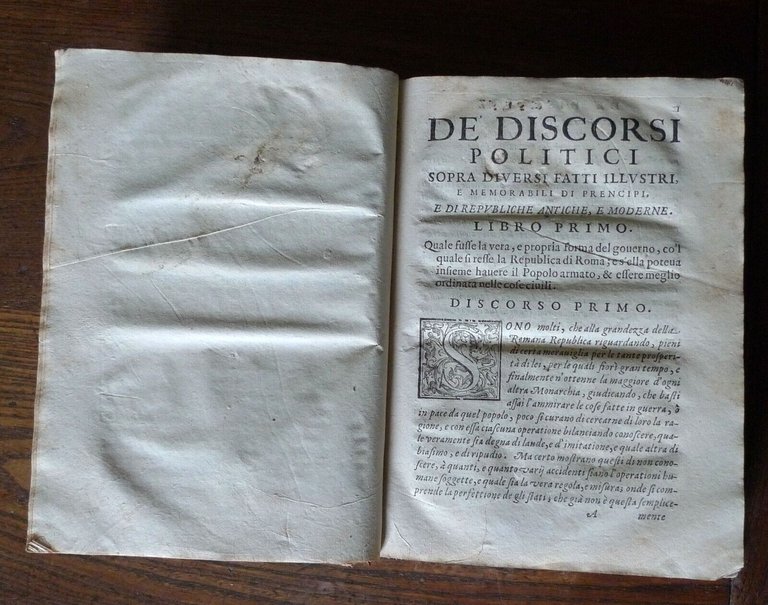 DE' DISCORSI
POLITICI
SOPRA DIVERSI FATTI ILLVSTRI,
E MEMORABILI DI PRENCIPI,
E DI REPVBLICHE ANTICHE, E MODERNE.
LIBRO PRIMO.
Quale fusse la vera, e propria forma del gouerno, co'l
quale si resse la Republica di Roma; e s'ella poteua
insieme hauere il Popolo armato, & essere meglio
ordinata nelle cose ciuili.
DISCORSO PRIMO.
SONO molti, che alla grandezza della
Romana Republica riguardando, pieni
di certa merauiglia per le tante prosperi
tà di lei, per le quali fiorì gran tempo, e
finalmente n'ottenne la maggiore d'ogni
altra Monarchia, giudicando, che basti
assai l'ammirare le cose fatte in guerra, ò
in pace da quel popolo, poco si curano di cercarne di loro la ra
gione, e con essa ciascuna operatione bilanciando conoscere, qua-
le veramente sia degna di laude, e d'imitatione, e quale altra di
biasimo, e di ripudio. Ma certo mostrano questi di non cono-
scere, à quanti, e quanto varij accidenti siano l'operationi hu-
mane soggette, e quale sia la vera regola, e misura; onde si com-
prende la perfettione de gli stati; che già non è questa semplice-
A mente